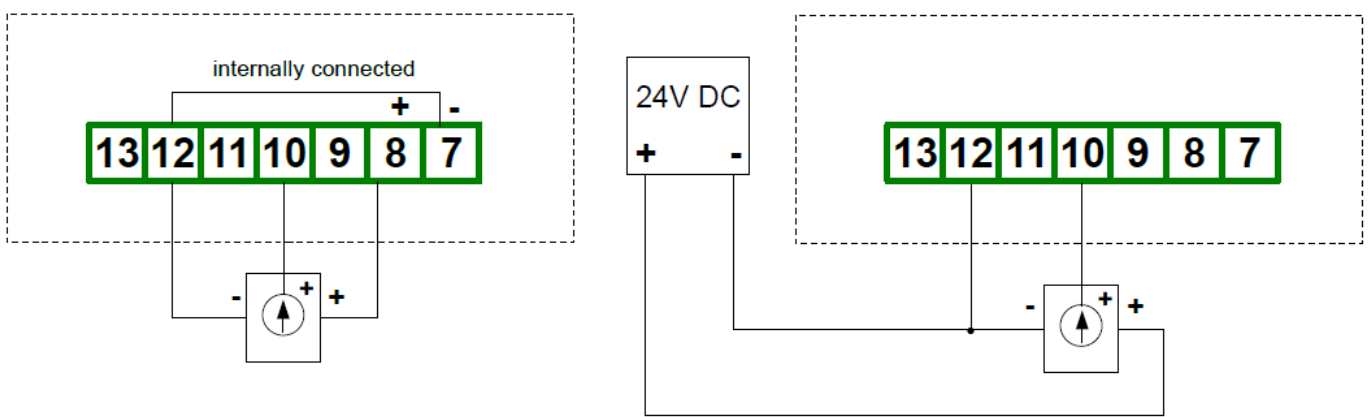 internally connected
+ -
13 12 11 10 9 8 7
- + +
24V DC
+ -
13 12 11 10 9 8 7
- + +